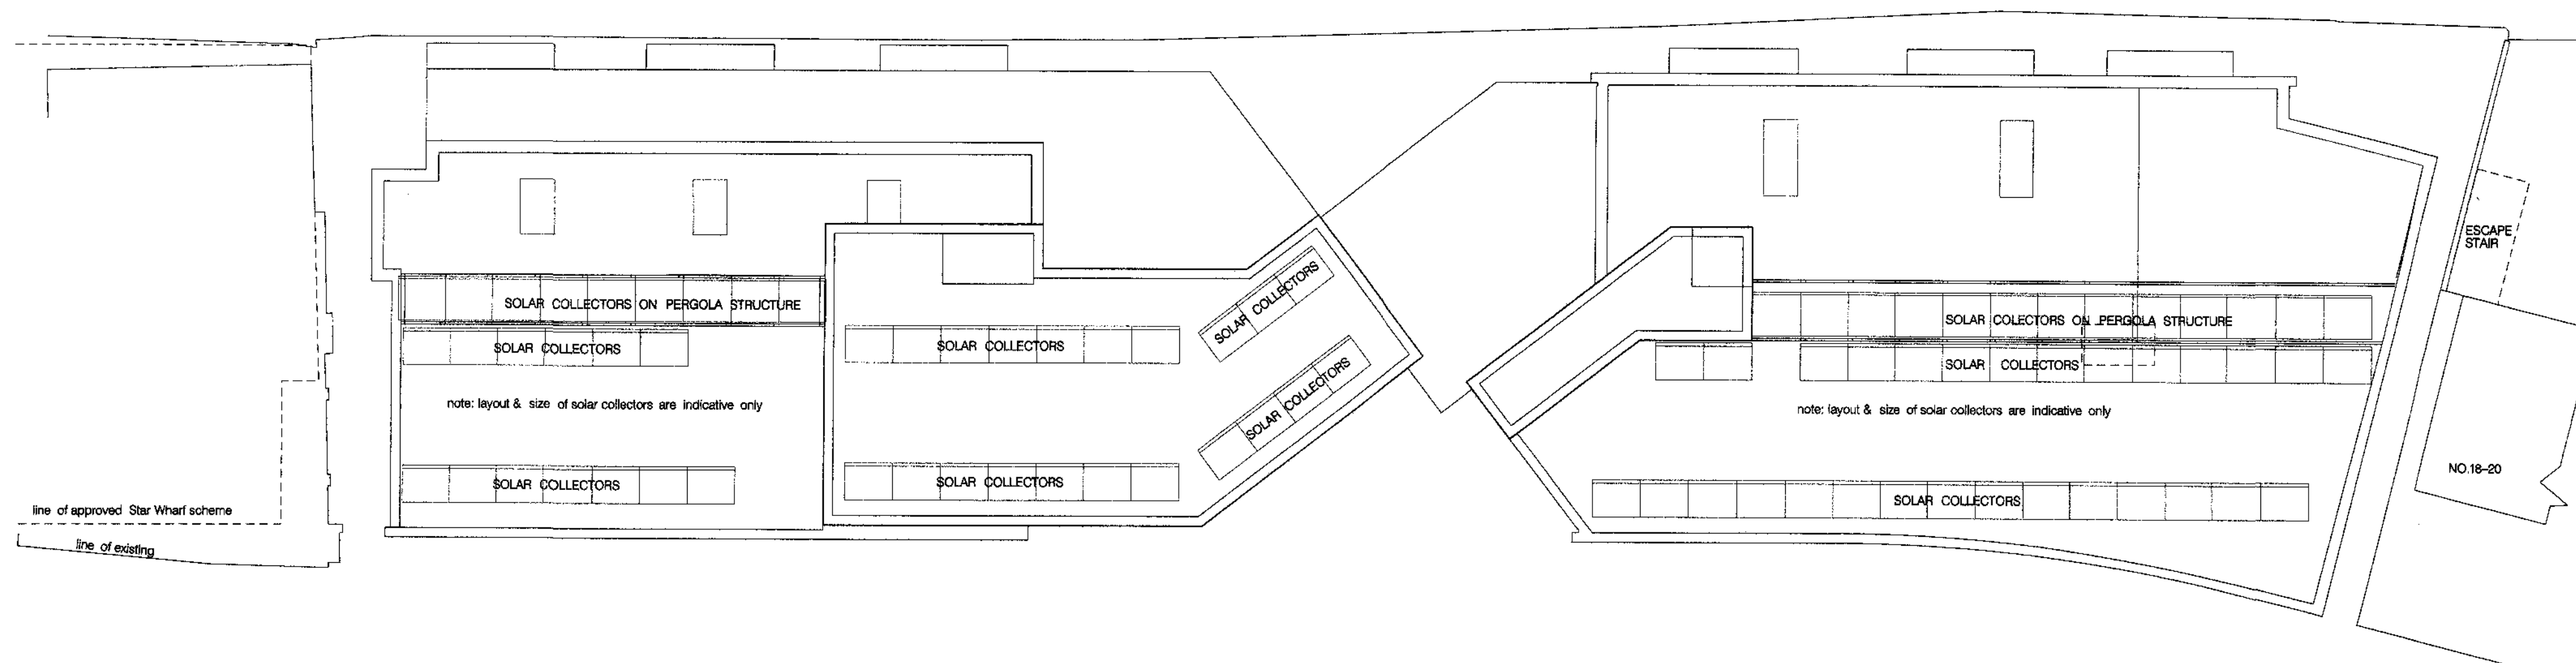 ESCAPE
STAIR
SOLAR COLLECTORS
SOLAR COLLECTORS ON PERGOLA STRUCTURE
SOLAR COLECTORS ON PERGOLA STRUCTURE
SOLAR COLLECTORS
SOLAR COLLECTORS
SOLAR COLLECTORS
SOLAR COLLECTORS
note: layout & size of solar collectors are indicative only
SOLAR COLLECTORS
note: layout & size of solar collectors are indicative only
NO.18-20
SOLAR COLLECTORS
SOLAR COLLECTORS
SOLAR COLLECTORS
line of approved Star Wharf scheme
line of existing